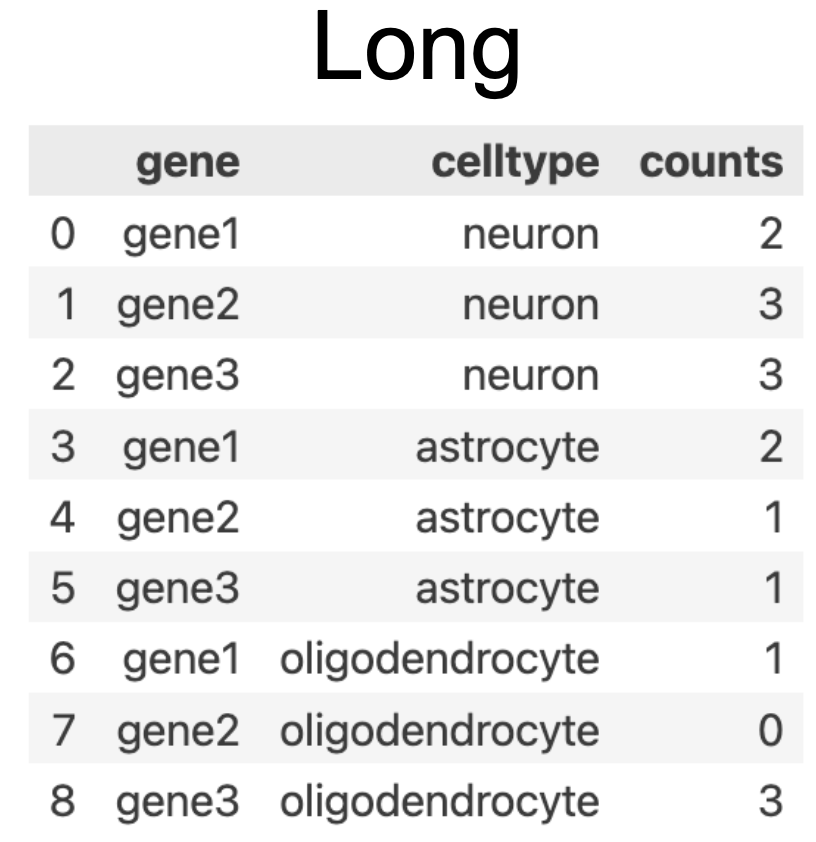 Long
gene celltype counts
0 gene1 neuron 2
1 gene2 neuron 3
2 gene3 neuron 3
3 gene1 astrocyte 2
4 gene2 astrocyte 1
5 gene3 astrocyte 1
6 gene1 oligodendrocyte 1
7 gene2 oligodendrocyte 0
8 gene3 oligodendrocyte 3